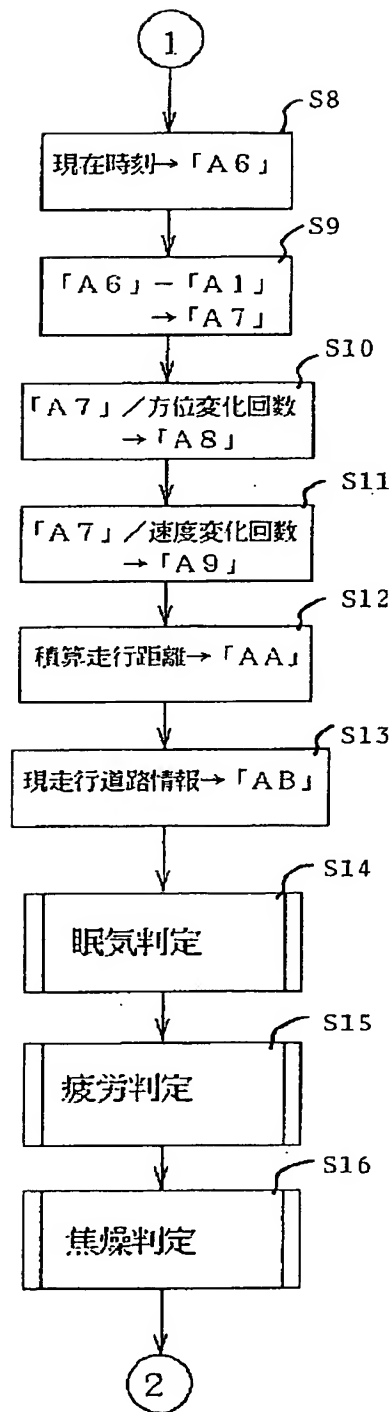 1
S8
現在時刻→「A6」
S9
「A6」－「A1」
→「A7」
S10
「A7」／方位変化回数
→「A8」
S11
「A7」／速度変化回数
→「A9」
S12
積算走行距離→「AA」
S13
現走行道路情報→「AB」
S14
眠気判定
S15
疲労判定
S16
焦燥判定
2